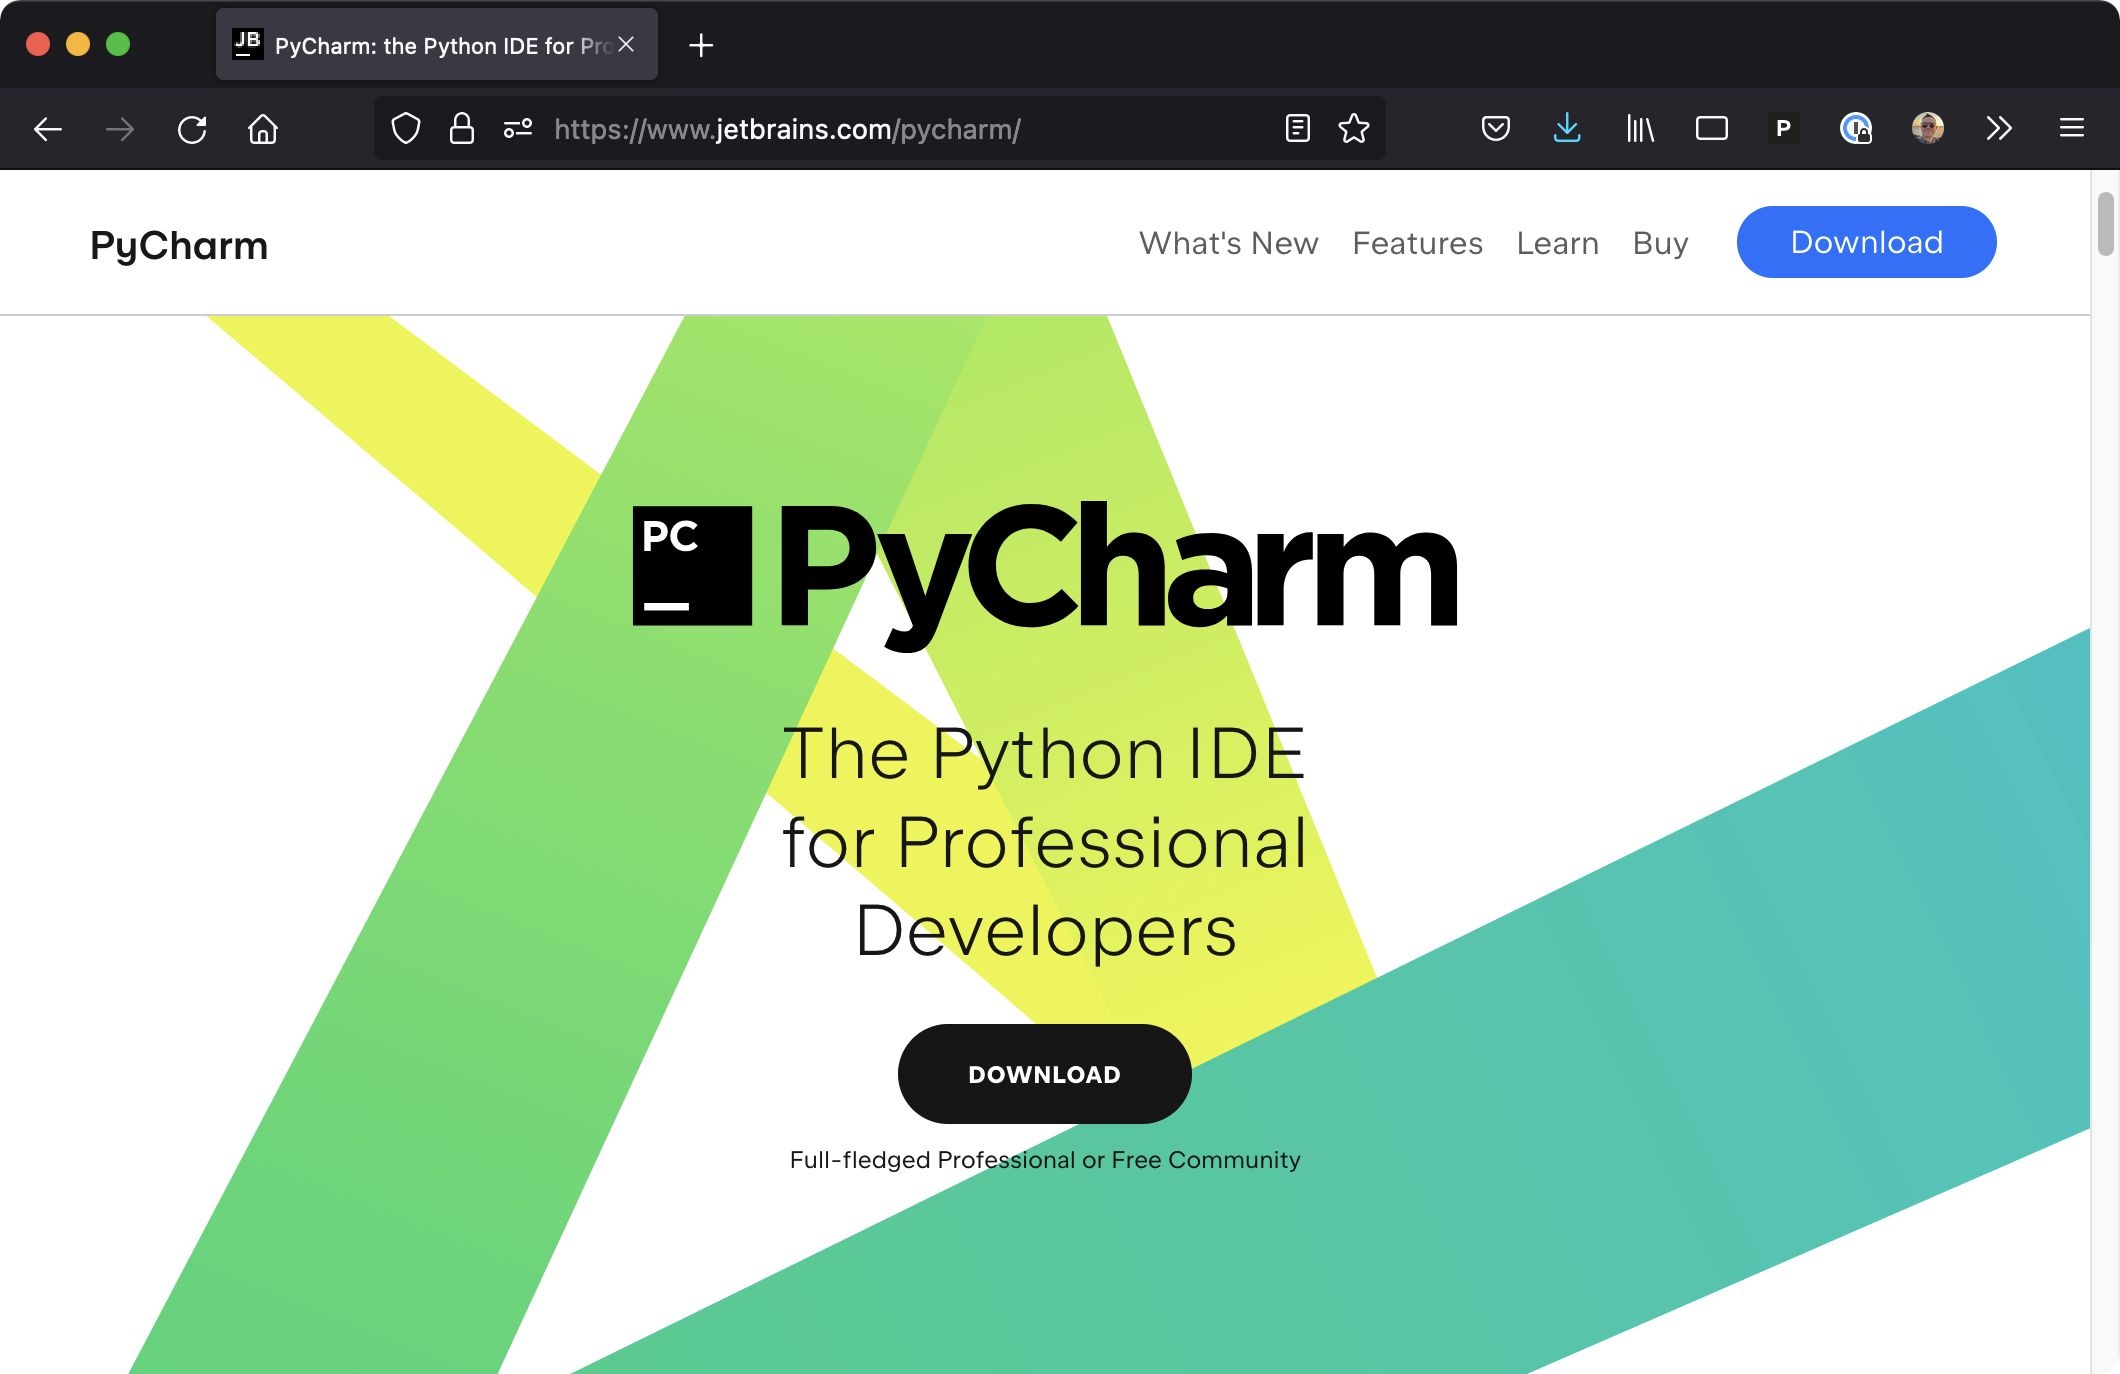 JB
PyCharm: the Python IDE for Pro
https://www.jetbrains.com/pycharm/
P
PyCharm
What's New Features Learn Buy Download
PC
PyCharm
The Python IDE
for Professional
Developers
DOWNLOAD
Full-fledged Professional or Free Community